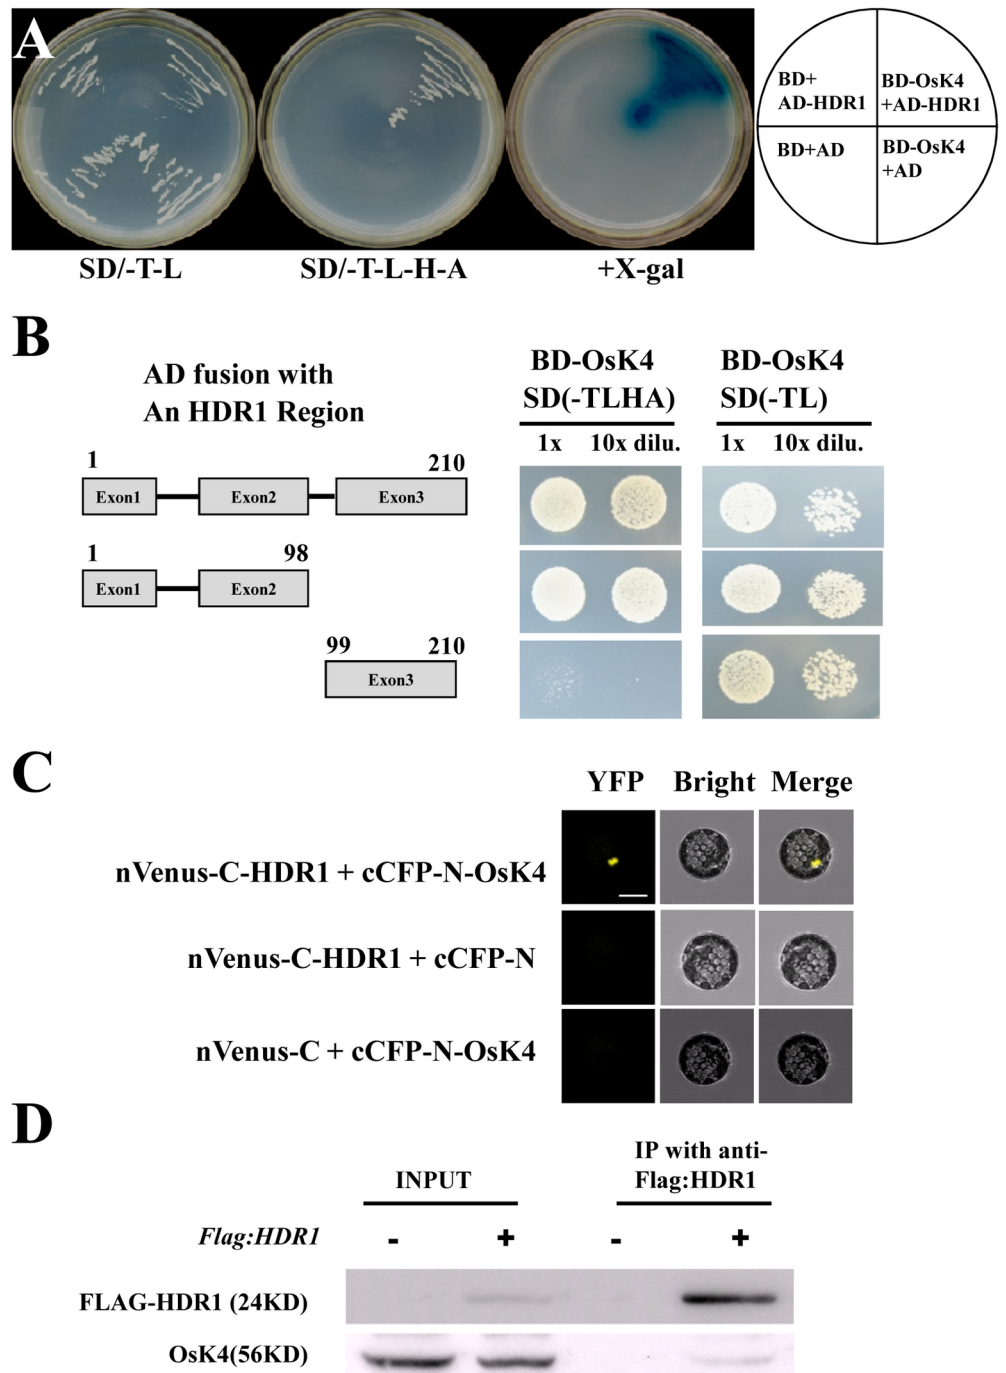 A
BD+
AD-HDR1
BD-OsK4
+AD-HDR1
BD+AD
BD-OsK4
+AD
SD/-T-L
SD/-T-L-H-A
+X-gal
B
AD fusion with
An HDR1 Region
BD-OsK4
SD(-TLHA)
BD-OsK4
SD(-TL)
1x 10x dilu.
1x 10x dilu.
1 210
Exon1 Exon2 Exon3
1 98
Exon1 Exon2
99 210
Exon3
C
YFP Bright Merge
nVenus-C-HDR1 + cCFP-N-OsK4
nVenus-C-HDR1 + cCFP-N
nVenus-C + cCFP-N-OsK4
D
INPUT
IP with anti-
Flag:HDR1
Flag:HDR1 - + - +
FLAG-HDR1 (24KD)
OsK4(56KD)